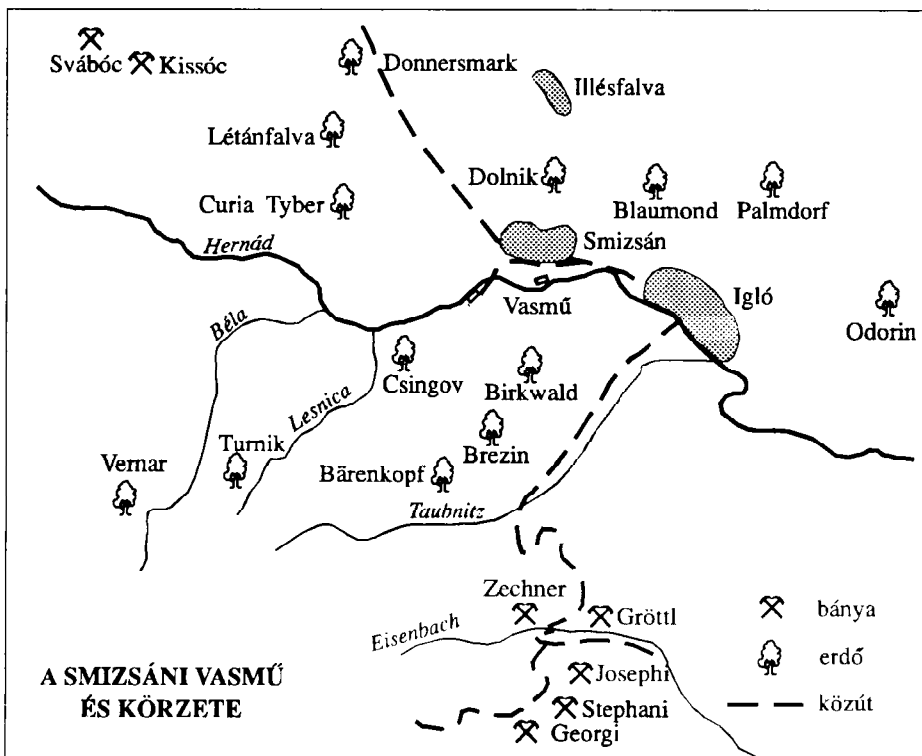 Svábóc
Kissóc
Donnersmark
Illésfalva
Létánfalva
Dolnik
Curia Tyber
Blaumond
Palmdorf
Hernád
Smizsán
Vasmű
Igló
Odorin
Béla
Csingov
Birkwald
Lesnica
Turnik
Brezin
Vernar
Bärenkopf
Taubnitz
Zechner
Gröttl
bánya
Eisenbach
erdő
Josephi
A SMIZSÁNI VASMŰ
ÉS KÖRZETE
Stephani
közút
Georgi